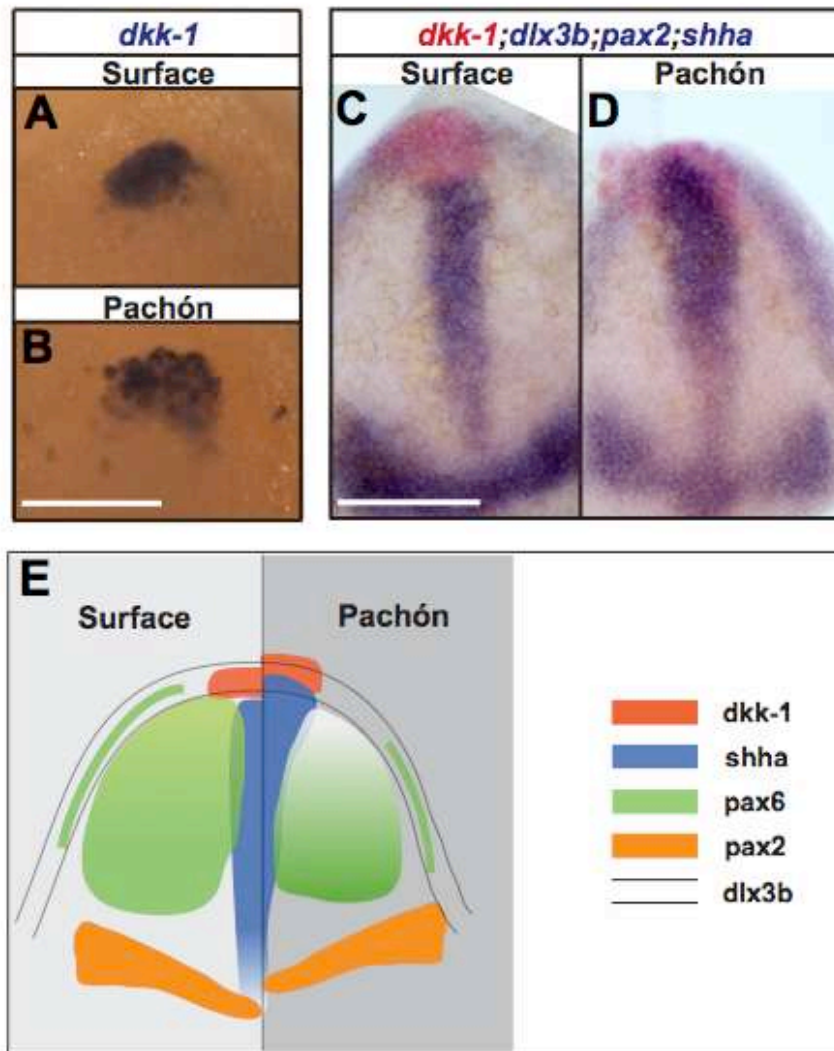 dkk-1
Surface
A
Pachón
B
dkk-1;dlx3b;pax2;shha
Surface Pachón
C D
E
Surface Pachón
dkk-1
shha
pax6
pax2
dlx3b